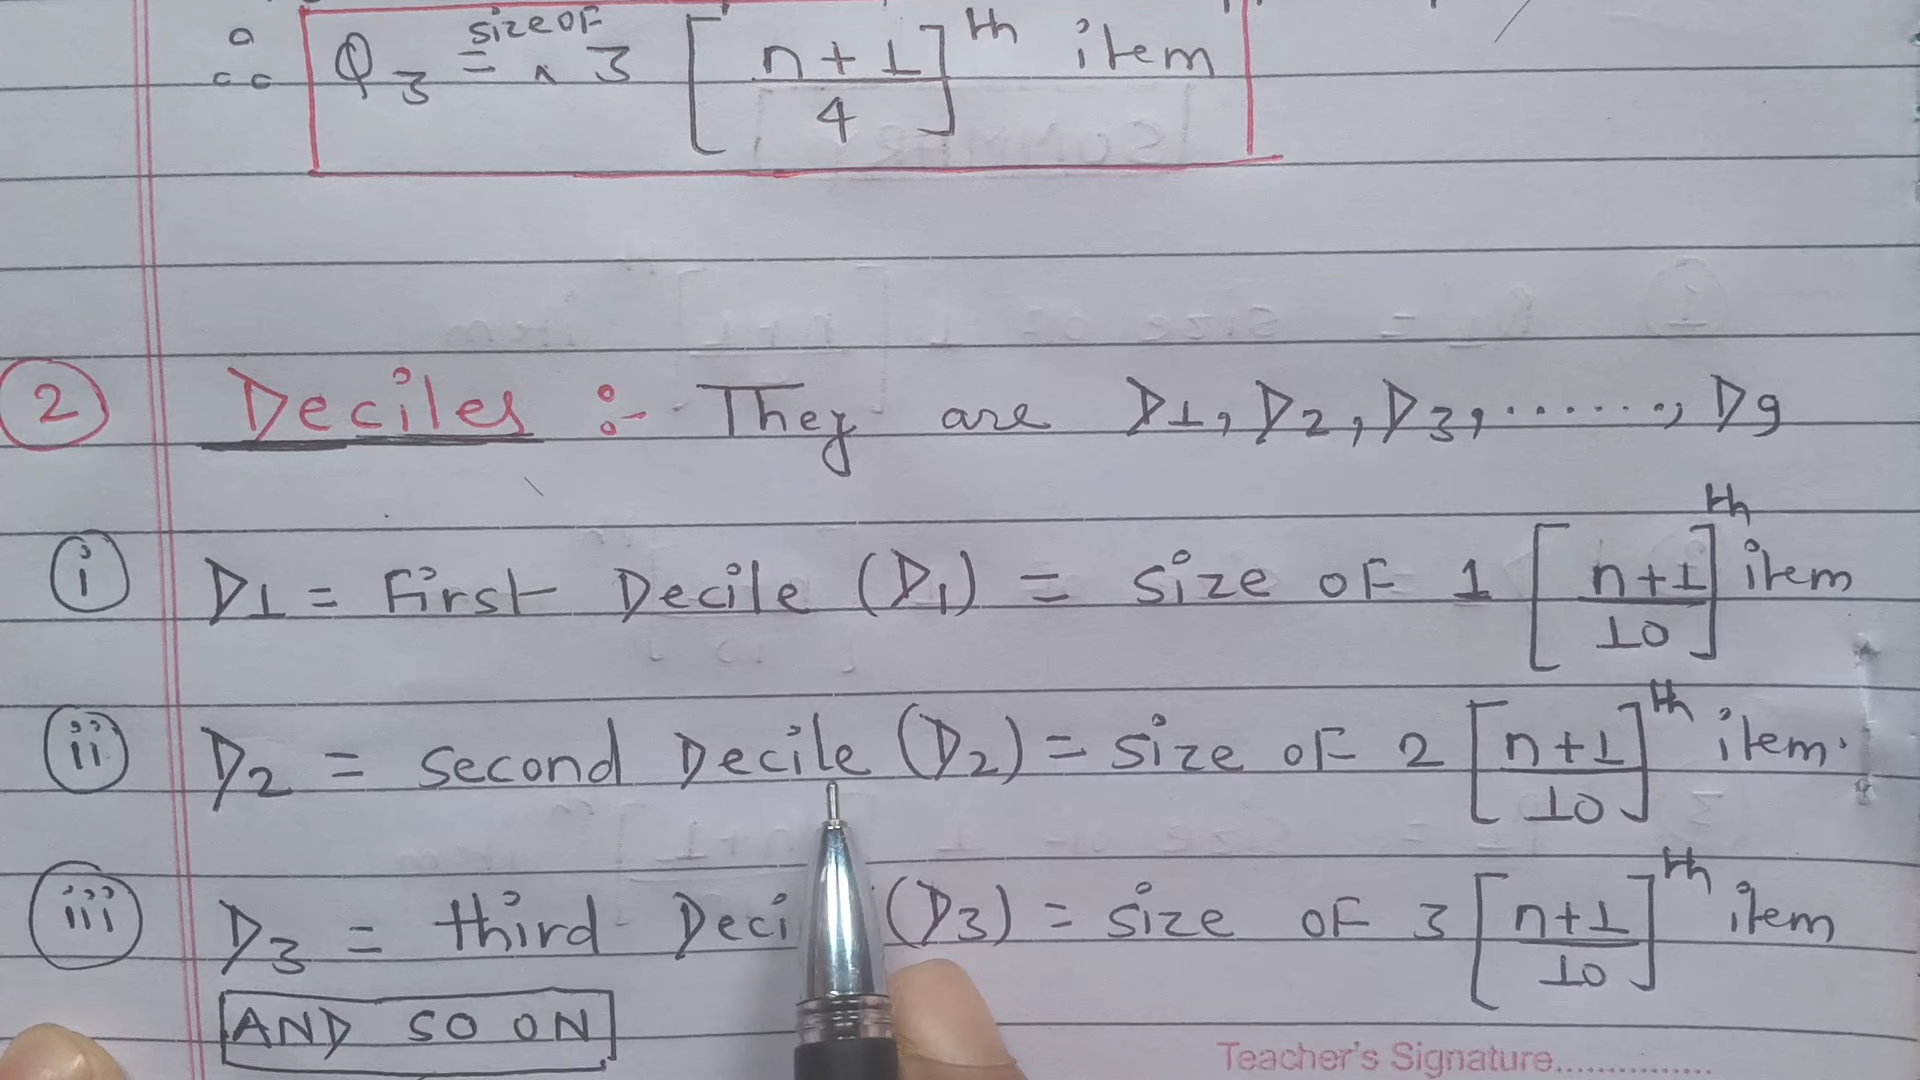 ∴ Q3 = size of 3 [n+1/4]th item
② Deciles :- They are D1, D2, D3, ......., D9
(i) D1 = First Decile (D1) = size of 1 [n+1/10]th item
(ii) D2 = second Decile (D2) = size of 2 [n+1/10]th item.
(iii) D3 = third Deci (D3) = size of 3 [n+1/10]th item
AND SO ON
Teacher's Signature...............